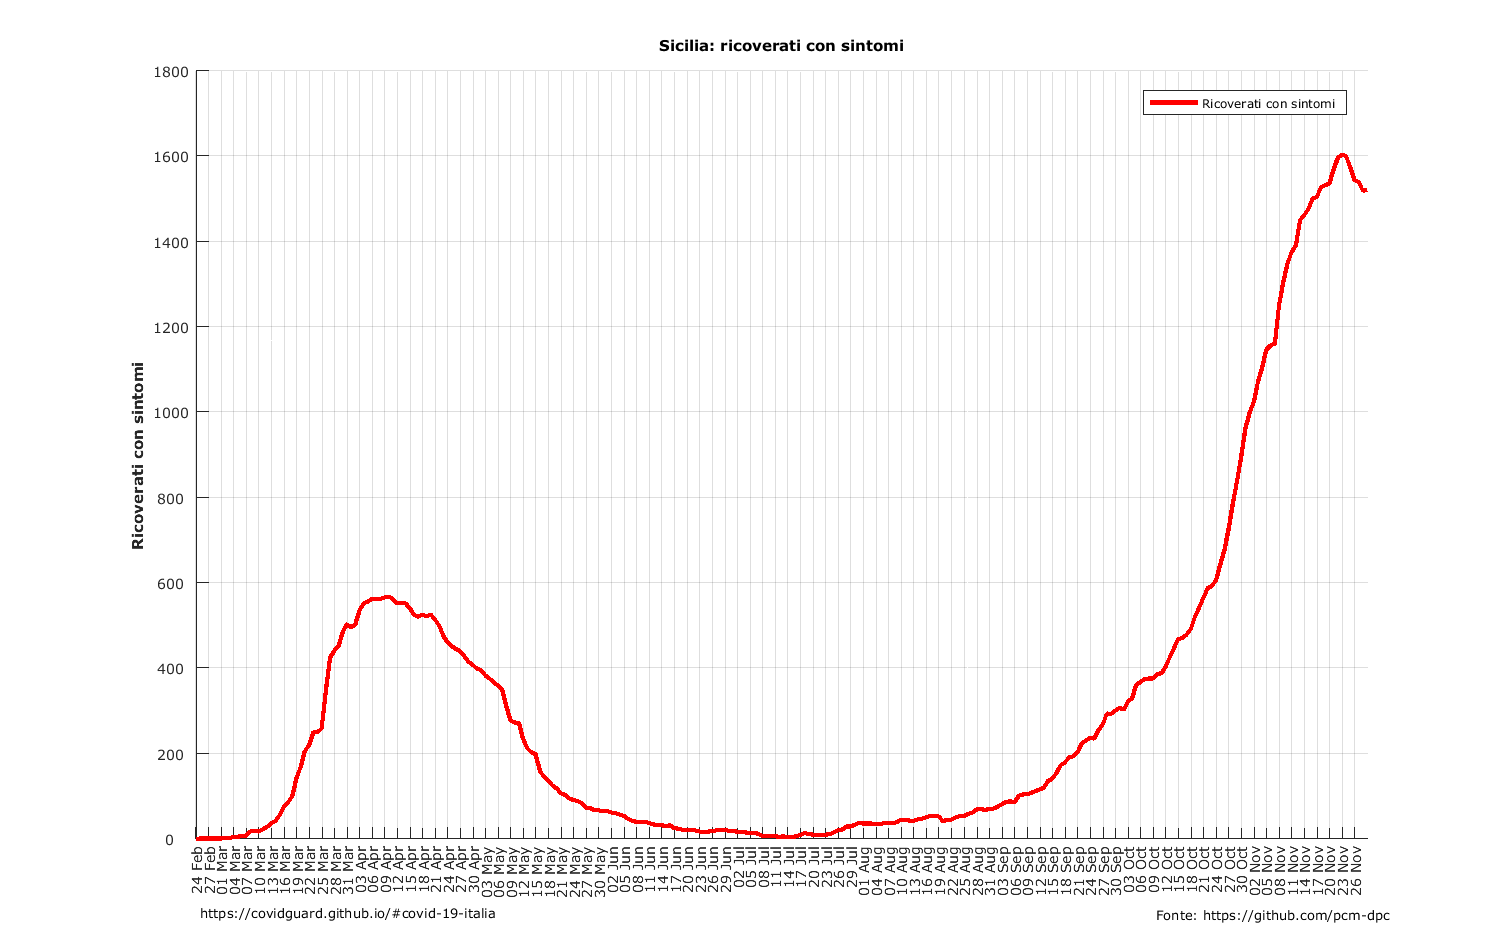 Sicilia: ricoverati con sintomi
Ricoverati con sintomi
1800
1600
1400
1200
1000
800
600
400
200
0
Ricoverati con sintomi
24 Feb
27 Feb
01 Mar
04 Mar
07 Mar
10 Mar
13 Mar
16 Mar
19 Mar
22 Mar
25 Mar
28 Mar
31 Mar
03 Apr
06 Apr
09 Apr
12 Apr
15 Apr
18 Apr
21 Apr
24 Apr
27 Apr
30 Apr
03 May
06 May
09 May
12 May
15 May
18 May
21 May
24 May
27 May
30 May
02 Jun
05 Jun
08 Jun
11 Jun
14 Jun
17 Jun
20 Jun
23 Jun
26 Jun
29 Jun
02 Jul
05 Jul
08 Jul
11 Jul
14 Jul
17 Jul
20 Jul
23 Jul
26 Jul
29 Jul
01 Aug
04 Aug
07 Aug
10 Aug
13 Aug
16 Aug
19 Aug
22 Aug
25 Aug
28 Aug
31 Aug
03 Sep
06 Sep
09 Sep
12 Sep
15 Sep
18 Sep
21 Sep
24 Sep
27 Sep
30 Sep
03 Oct
06 Oct
09 Oct
12 Oct
15 Oct
18 Oct
21 Oct
24 Oct
27 Oct
30 Oct
02 Nov
05 Nov
08 Nov
11 Nov
14 Nov
17 Nov
20 Nov
23 Nov
26 Nov
https://covidguard.github.io/#covid-19-italia
Fonte: https://github.com/pcm-dpc